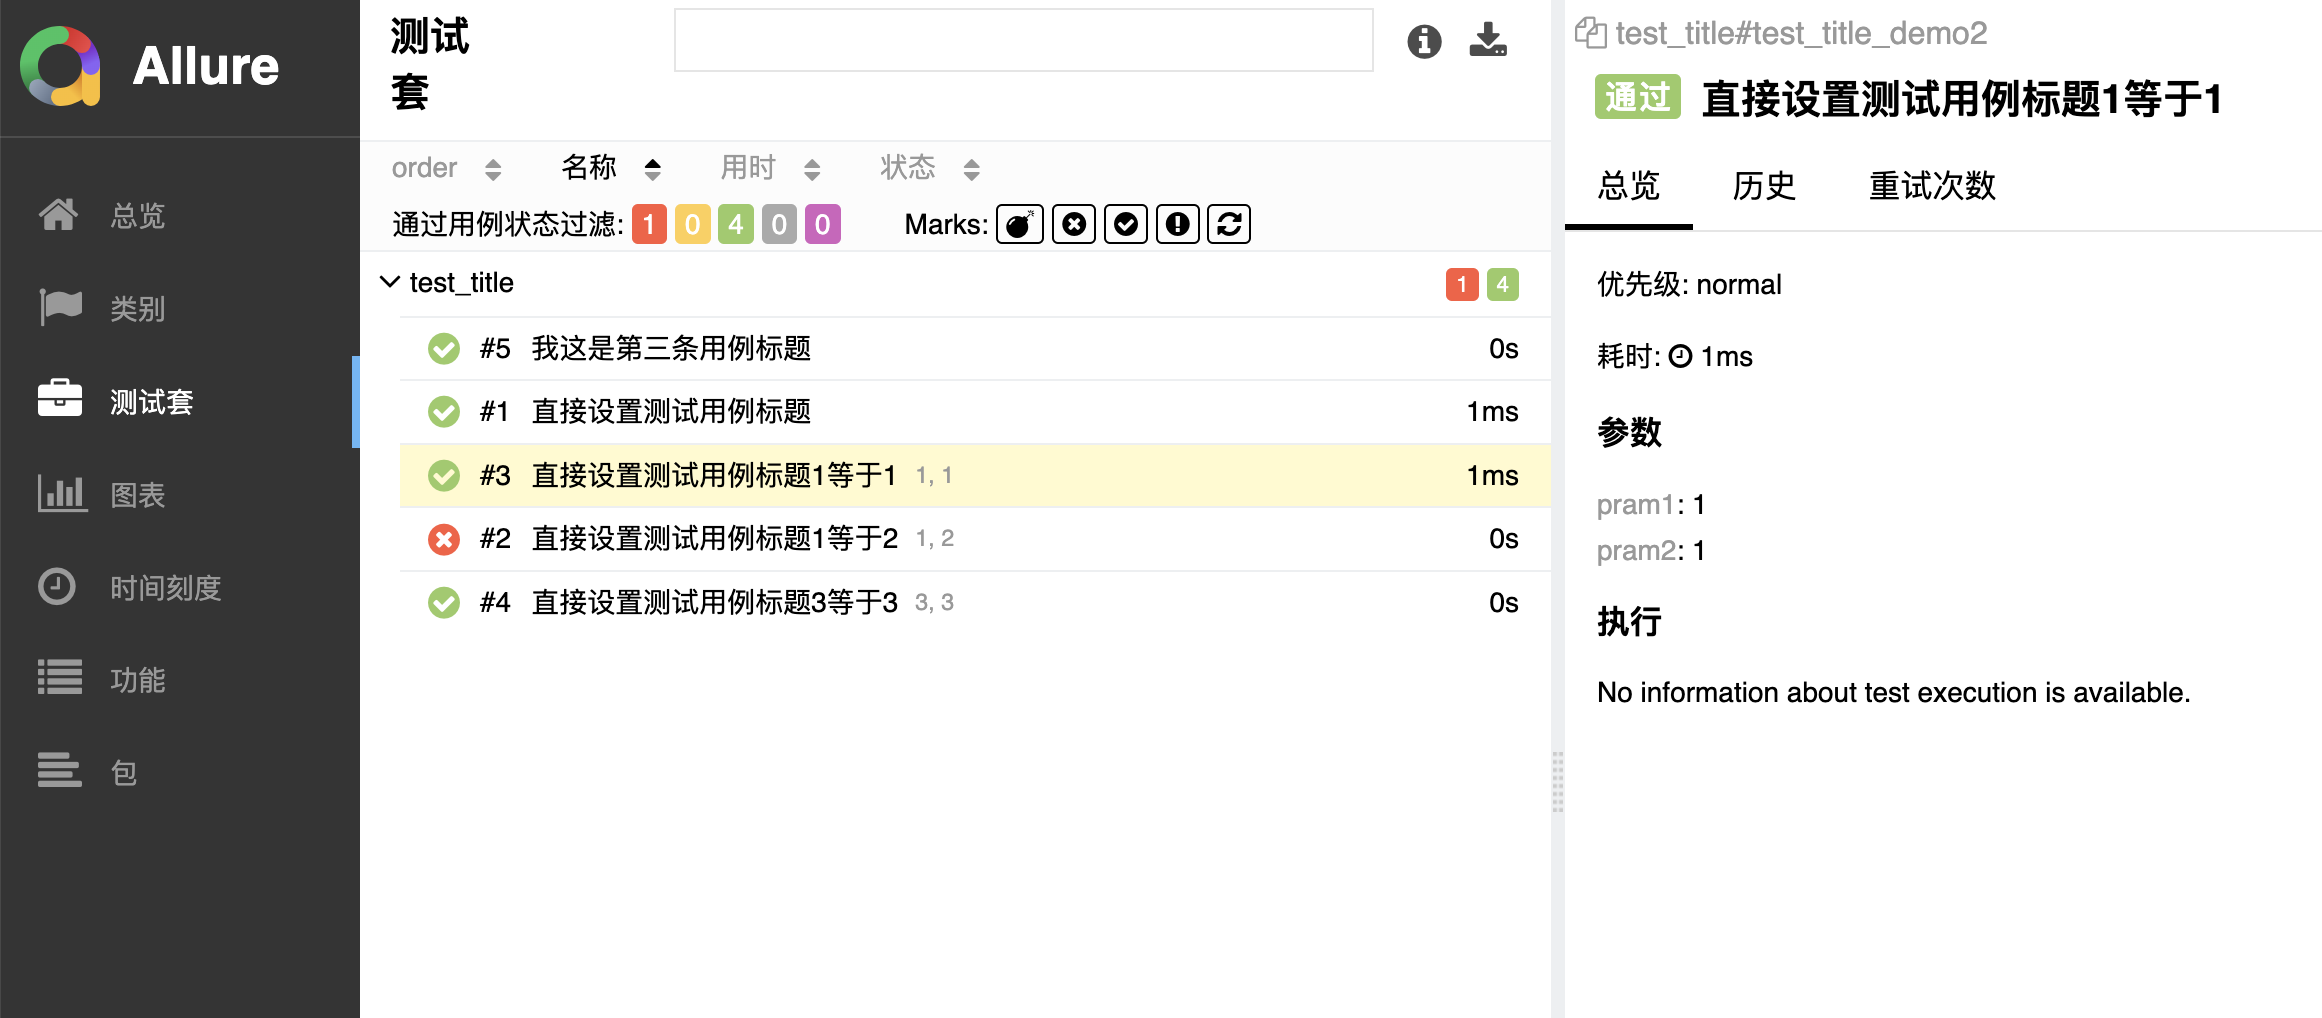 Allure
总览
类别
测试套
图表
时间刻度
功能
包
测试
套
order 名称 用时 状态
通过用例状态过滤: 1 0 4 0 0 Marks:
test_title 1 4
#5 我这是第三条用例标题 0s
#1 直接设置测试用例标题 1ms
#3 直接设置测试用例标题1等于1 1, 1 1ms
#2 直接设置测试用例标题1等于2 1, 2 0s
#4 直接设置测试用例标题3等于3 3, 3 0s
test_title#test_title_demo2
通过 直接设置测试用例标题1等于1
总览 历史 重试次数
优先级: normal
耗时: 1ms
参数
pram1: 1
pram2: 1
执行
No information about test execution is available.